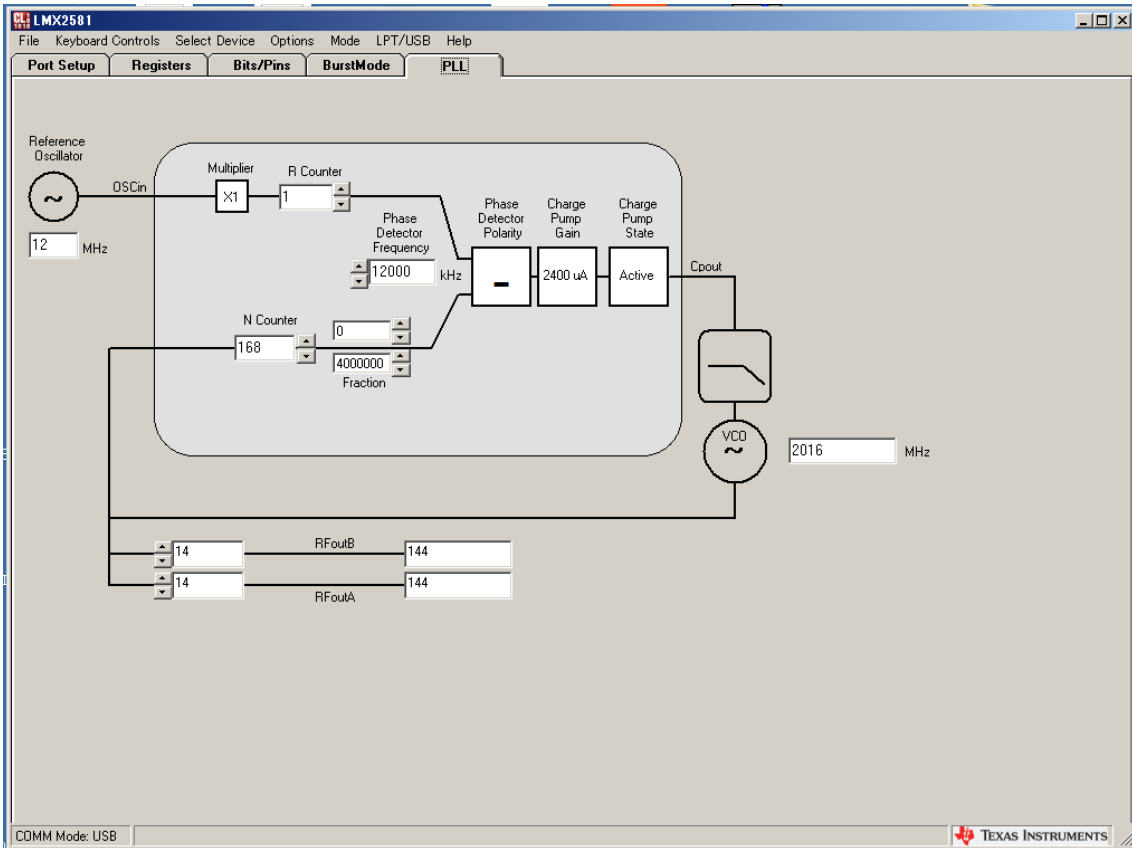 LMX2581
File Keyboard Controls Select Device Options Mode LPT/USB Help
Port Setup Registers Bits/Pins BurstMode PLL
Reference
Oscillator
OSCin
12 MHz
Multiplier
X1
R Counter
1
Phase
Detector
Frequency
12000 kHz
Phase
Detector
Polarity
-
Charge
Pump
Gain
2400 uA
Charge
Pump
State
Active
Cpout
N Counter
168
0
4000000
Fraction
VCO
2016 MHz
14 RFoutB 144
14 RFoutA 144
COMM Mode: USB
TEXAS INSTRUMENTS